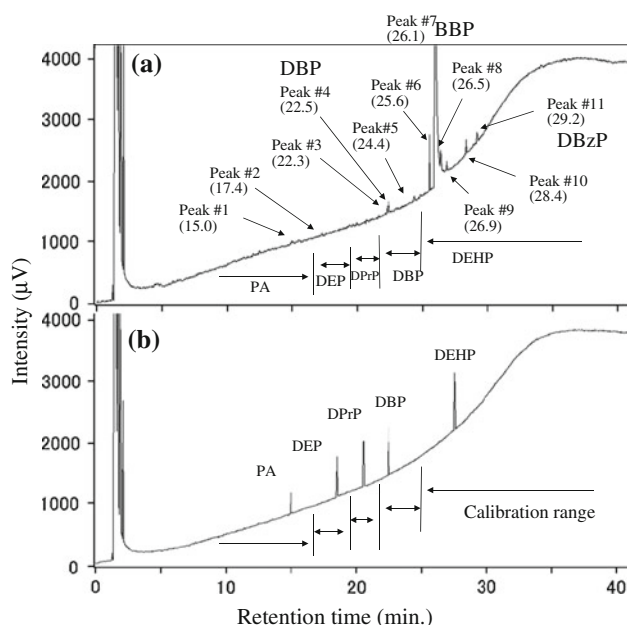 Peak #7
(26.1)
BBP
4000
(a)
DBP
Peak #6
(25.6)
Peak #8
(26.5)
Peak #4
(22.5)
Peak #11
(29.2)
3000
Peak #3
(22.3)
Peak#5
(24.4)
DBzP
Peak #2
(17.4)
2000
Peak #1
(15.0)
Peak #10
(28.4)
Peak #9
(26.9)
1000
PA
DEP
DPrP
DBP
DEHP
0
Intensity (µV)
4000
(b)
DEHP
3000
DBP
DPrP
DEP
2000
PA
1000
Calibration range
0
0
10
20
30
40
Retention time (min.)